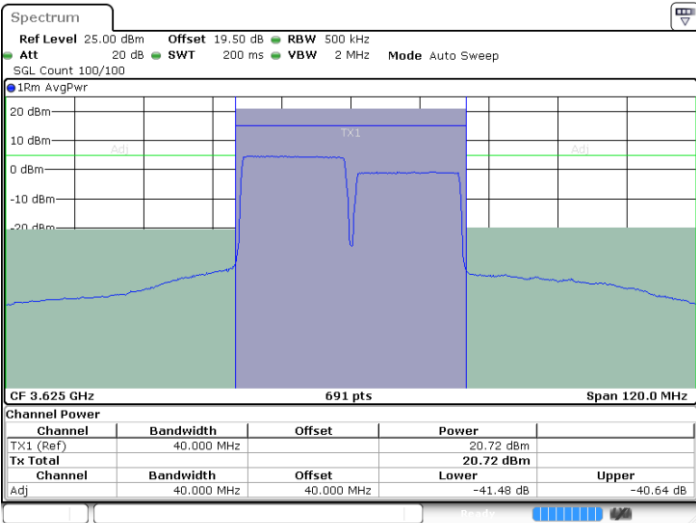 Spectrum
Ref Level 25.00 dBm Offset 19.50 dB RBW 500 kHz
Att 20 dB SWT 200 ms VBW 2 MHz Mode Auto Sweep
SGL Count 100/100
1Rm AvgPwr
20 dBm
TX1
10 dBm
Adj
Adj
0 dBm
-10 dBm
-20 dBm
CF 3.625 GHz 691 pts Span 120.0 MHz
Channel Power
Channel Bandwidth Offset Power
TX1 (Ref) 40.000 MHz 20.72 dBm
Tx Total 20.72 dBm
Channel Bandwidth Offset Lower Upper
Adj 40.000 MHz 40.000 MHz -41.48 dB -40.64 dB
Ready